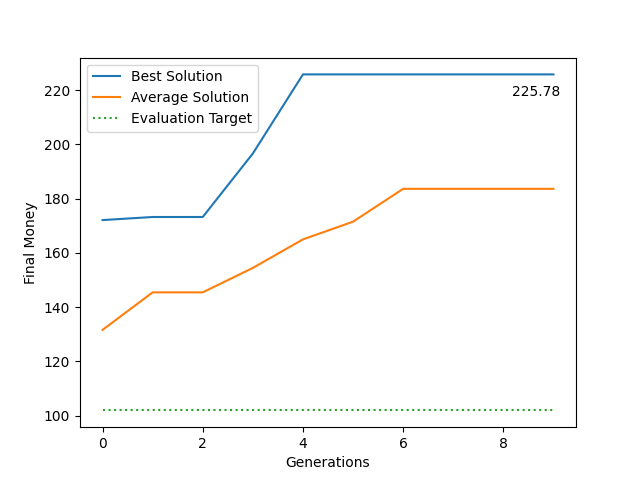 Best Solution
Average Solution
Evaluation Target
225.78
220
200
180
160
140
120
100
Final Money
0 2 4 6 8
Generations